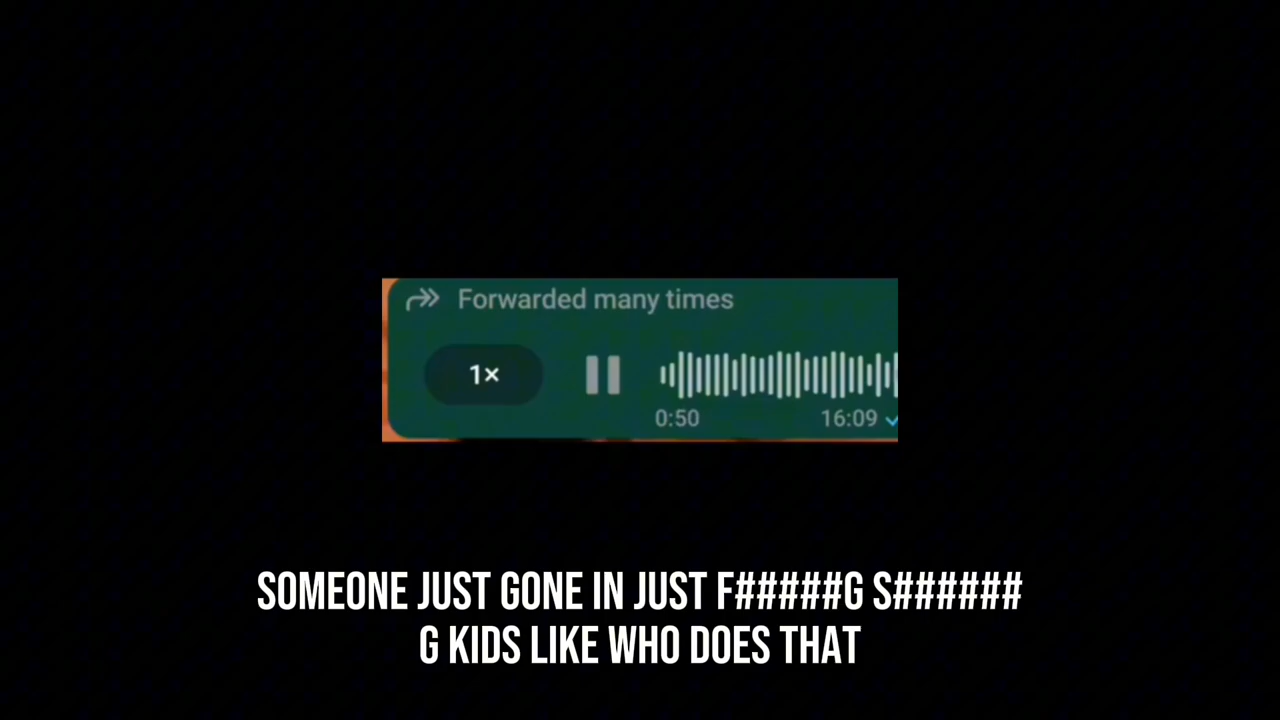 Forwarded many times
1×
0:50 16:09
SOMEONE JUST GONE IN JUST F#####G S######
G KIDS LIKE WHO DOES THAT